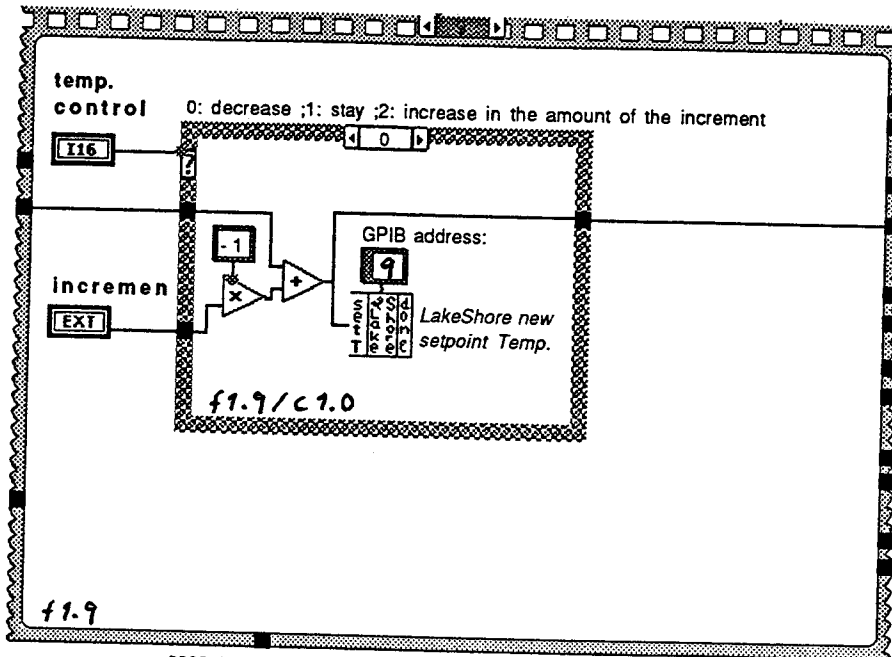 temp.
control
0: decrease ;1: stay ;2: increase in the amount of the increment
I16
0
?
-1
GPIB address:
9
+
x
incremen
EXT
LakeShore new
setpoint Temp.
f1.9/c1.0
f1.9